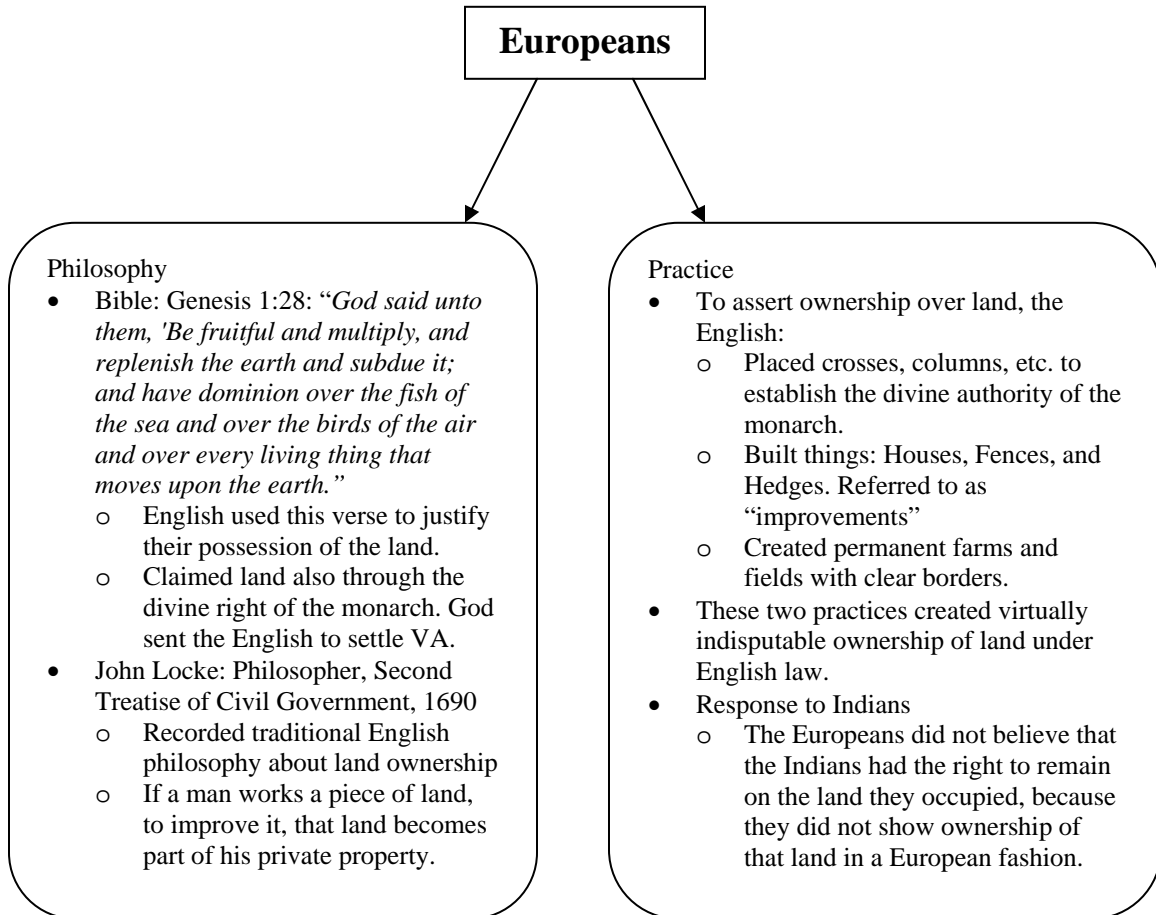 Europeans
Philosophy
• Bible: Genesis 1:28: “God said unto
them, 'Be fruitful and multiply, and
replenish the earth and subdue it;
and have dominion over the fish of
the sea and over the birds of the air
and over every living thing that
moves upon the earth.”
o English used this verse to justify
their possession of the land.
o Claimed land also through the
divine right of the monarch. God
sent the English to settle VA.
• John Locke: Philosopher, Second
Treatise of Civil Government, 1690
o Recorded traditional English
philosophy about land ownership
o If a man works a piece of land,
to improve it, that land becomes
part of his private property.
Practice
• To assert ownership over land, the
English:
o Placed crosses, columns, etc. to
establish the divine authority of the
monarch.
o Built things: Houses, Fences, and
Hedges. Referred to as
“improvements”
o Created permanent farms and
fields with clear borders.
• These two practices created virtually
indisputable ownership of land under
English law.
• Response to Indians
o The Europeans did not believe that
the Indians had the right to remain
on the land they occupied, because
they did not show ownership of
that land in a European fashion.